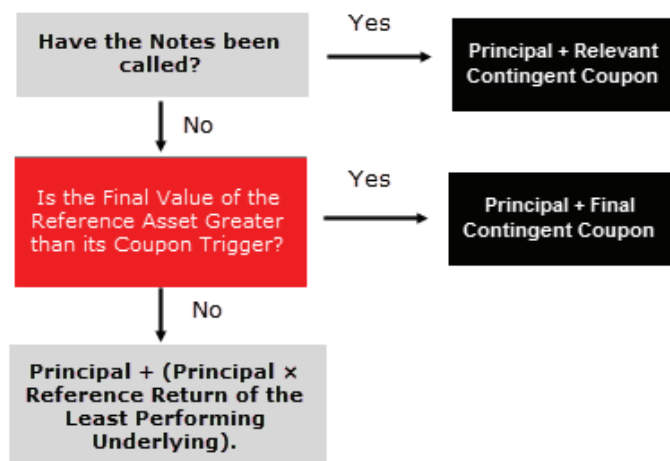 Have the Notes been
called?
Yes
Principal + Relevant
Contingent Coupon
No
Is the Final Value of the
Reference Asset Greater
than its Coupon Trigger?
Yes
Principal + Final
Contingent Coupon
No
Principal + (Principal ×
Reference Return of the
Least Performing
Underlying).